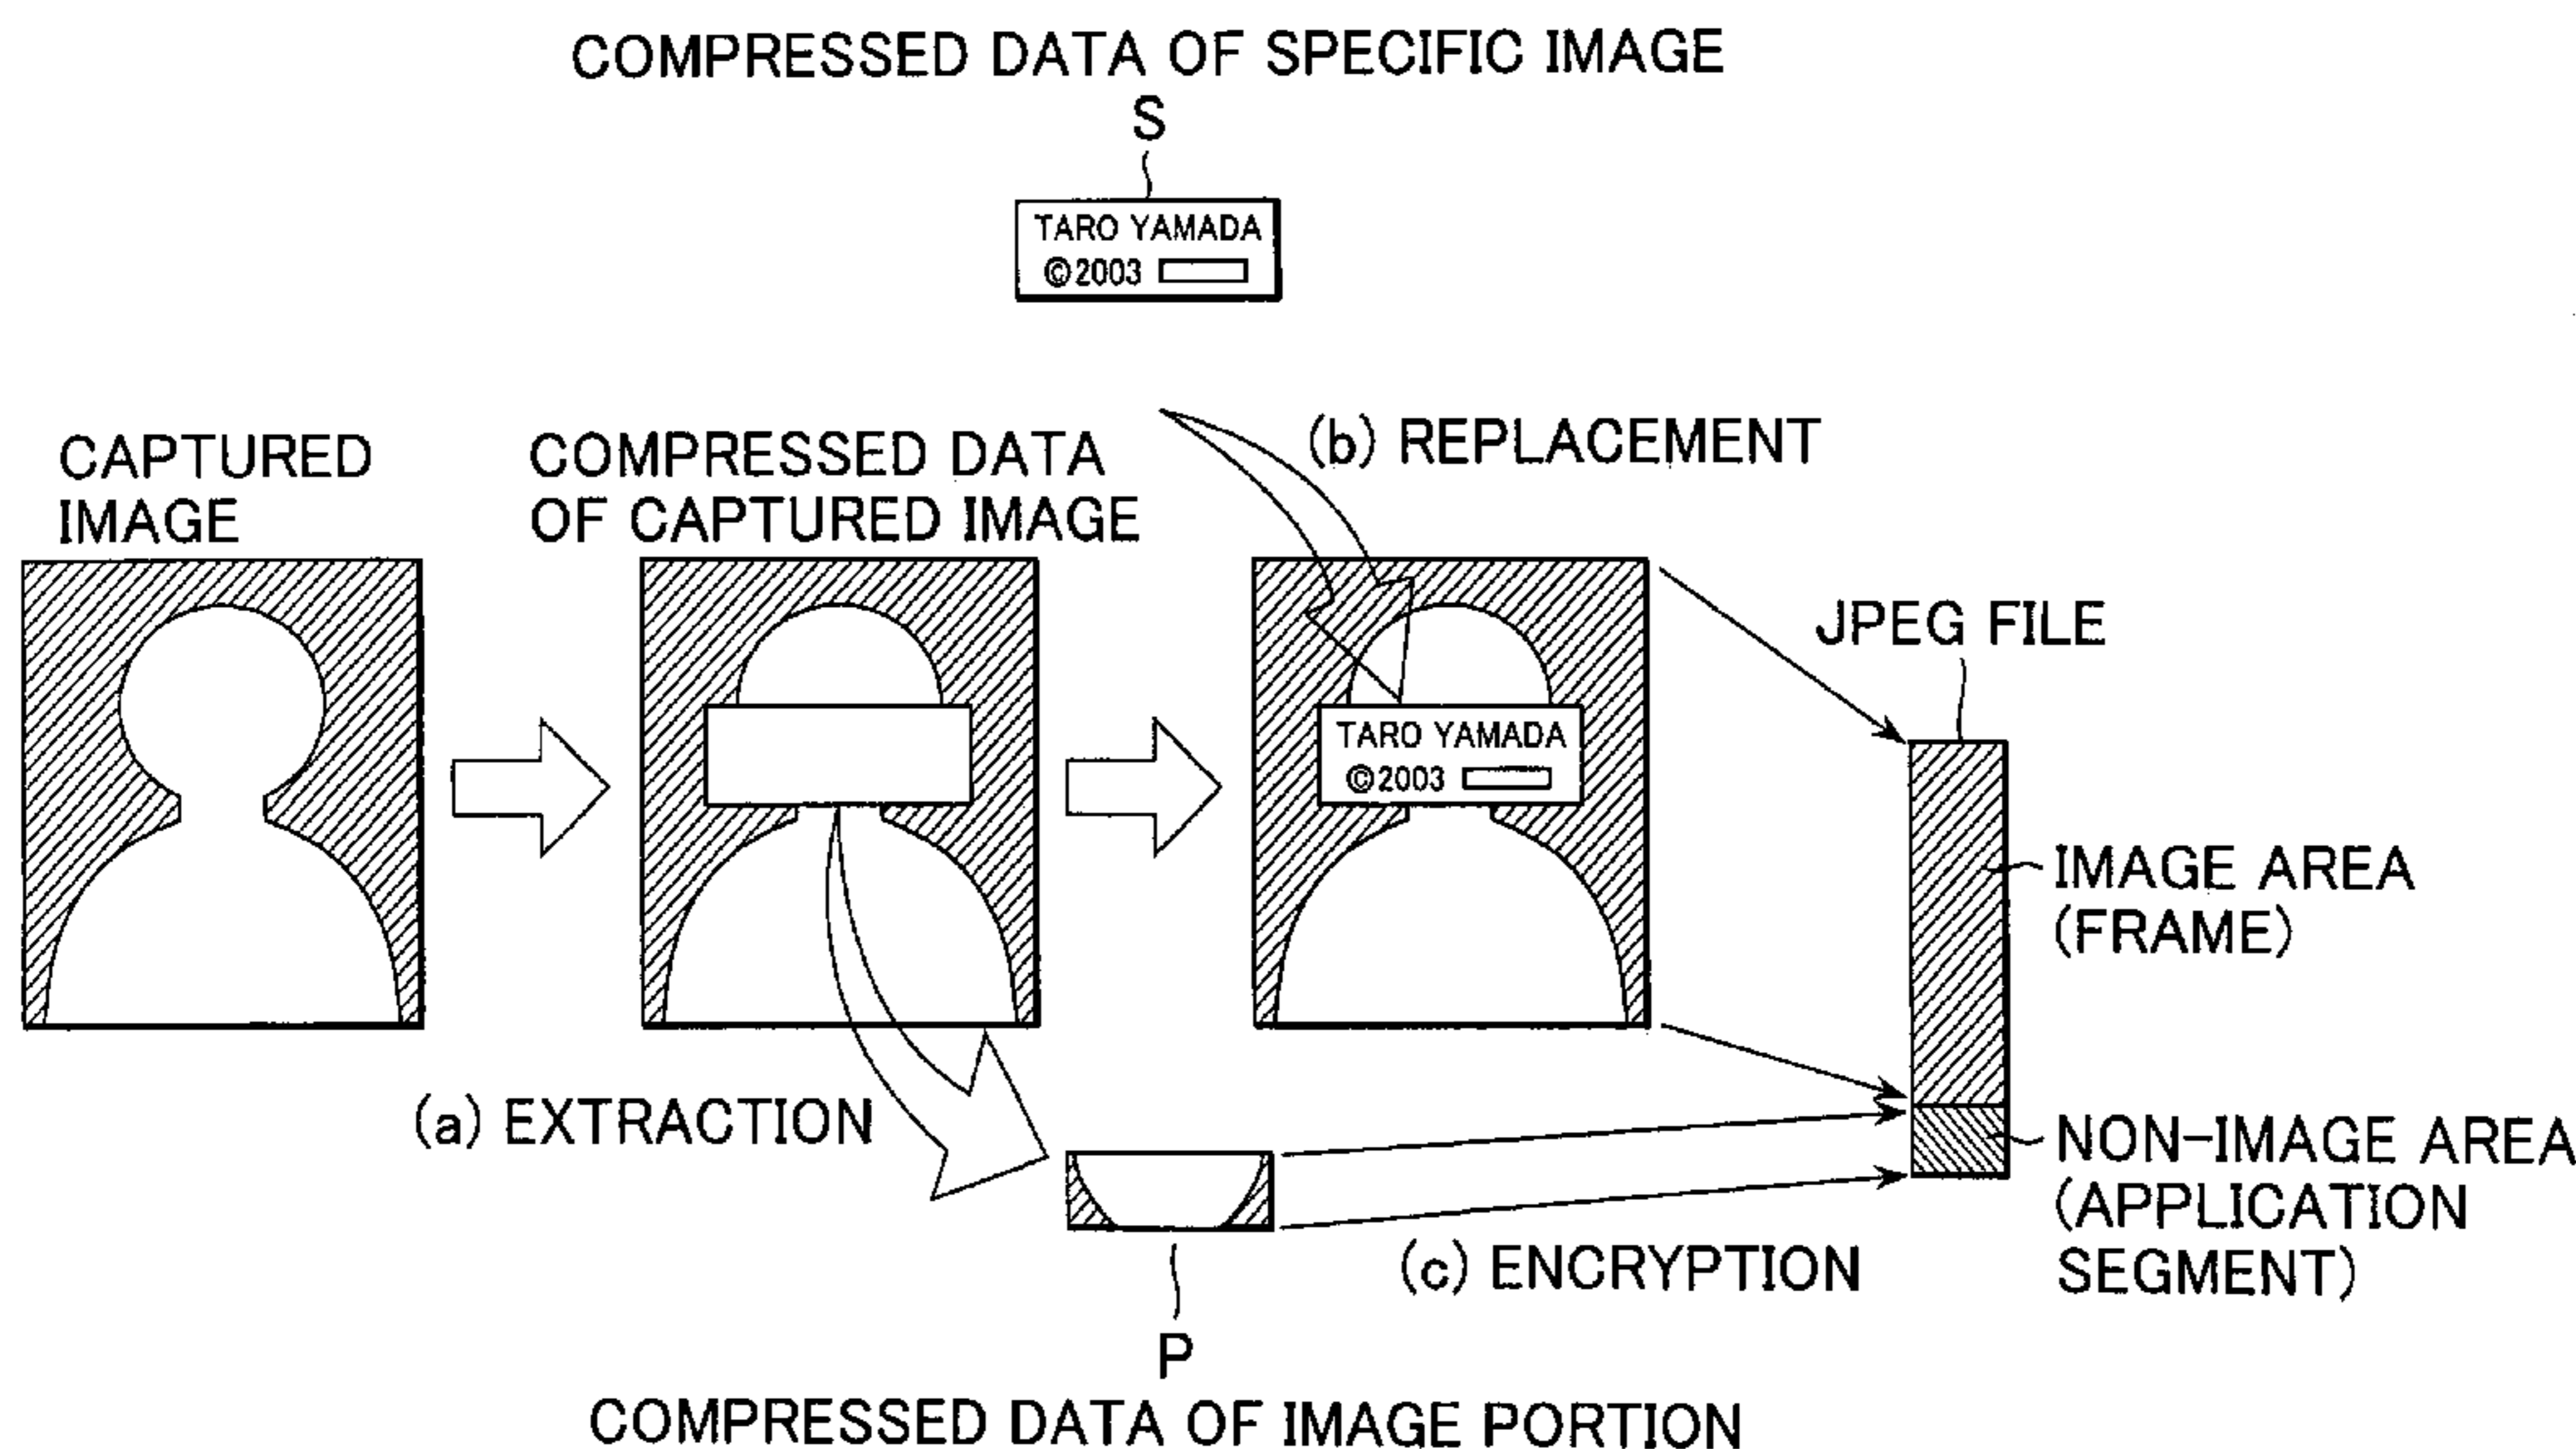 COMPRESSED DATA OF SPECIFIC IMAGE
S
TARO YAMADA
©2003
CAPTURED
IMAGE
COMPRESSED DATA
OF CAPTURED IMAGE
(b) REPLACEMENT
TARO YAMADA
©2003
JPEG FILE
IMAGE AREA
(FRAME)
(a) EXTRACTION
NON-IMAGE AREA
(APPLICATION
SEGMENT)
(c) ENCRYPTION
P
COMPRESSED DATA OF IMAGE PORTION